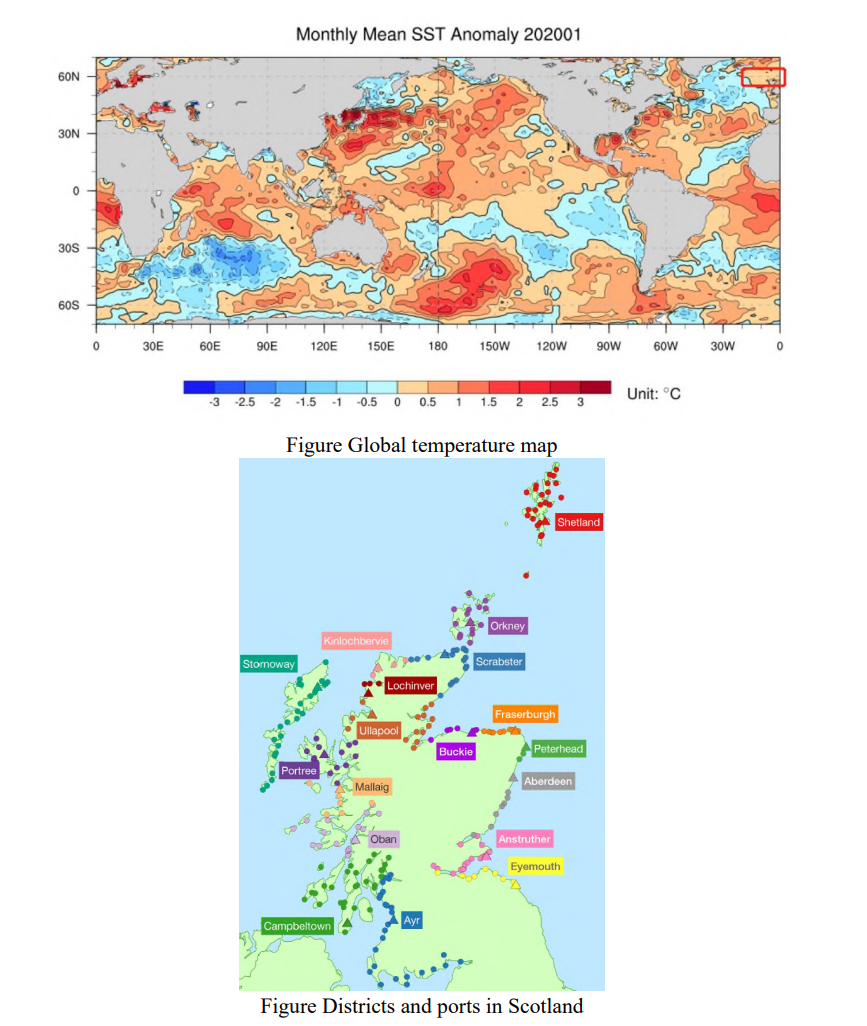 Monthly Mean SST Anomaly 202001
60N
30N
0
30S
60S
0 30E 60E 90E 120E 150E 180 150W 120W 90W 60W 30W 0
-3 -2.5 -2 -1.5 -1 -0.5 0 0.5 1 1.5 2 2.5 3 Unit: °C
Figure Global temperature map
Shetland
Orkney
Kinlochbervie
Stornoway
Scrabster
Lochinver
Fraserburgh
Ullapool
Buckie
Peterhead
Portree
Aberdeen
Mallaig
Oban
Anstruther
Eyemouth
Campbeltown
Ayr
Figure Districts and ports in Scotland